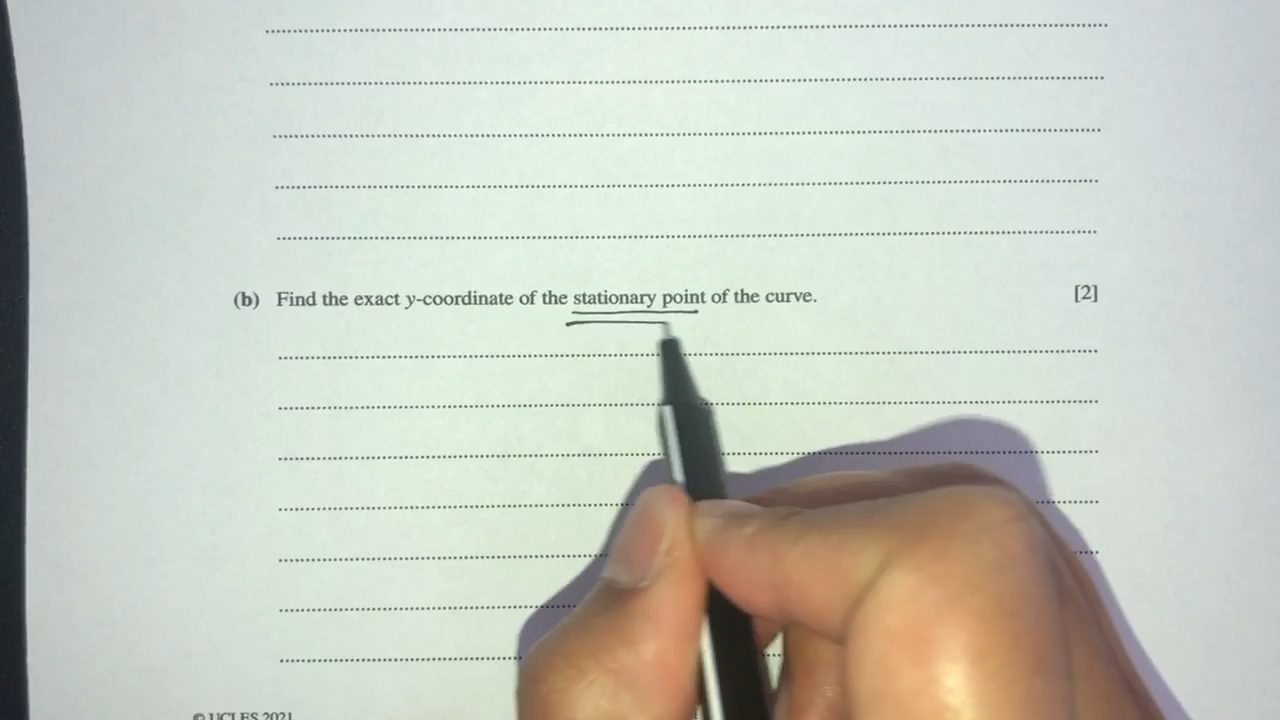 (b) Find the exact y-coordinate of the stationary point of the curve. [2]
© UCLES 2021